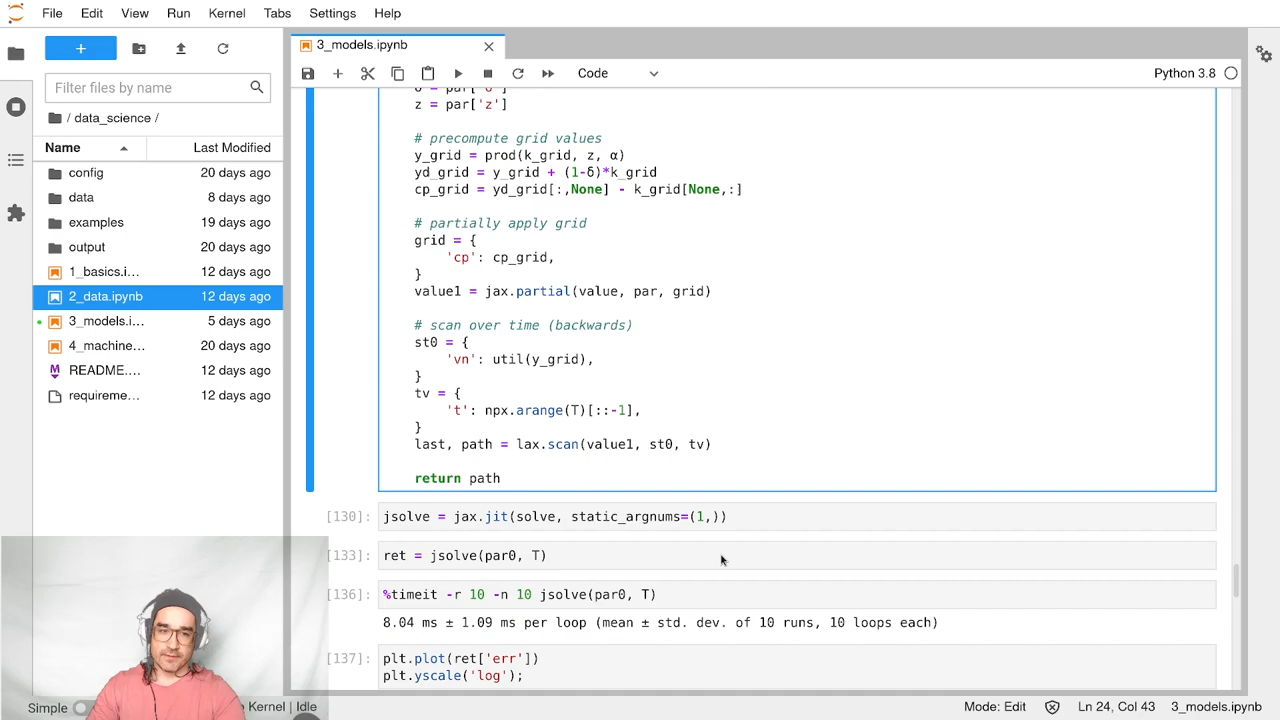 File Edit View Run Kernel Tabs Settings Help
3_models.ipynb
Code
Python 3.8
Filter files by name
/ data_science /
Name
Last Modified
config 20 days ago
data 8 days ago
examples 19 days ago
output 20 days ago
1_basics.i… 12 days ago
2_data.ipynb 12 days ago
3_models.i… 5 days ago
4_machine… 20 days ago
README.… 12 days ago
requireme… 12 days ago
z = par['z']
# precompute grid values
y_grid = prod(k_grid, z, α)
yd_grid = y_grid + (1-δ)*k_grid
cp_grid = yd_grid[:,None] - k_grid[None,:]
# partially apply grid
grid = {
'cp': cp_grid,
}
value1 = jax.partial(value, par, grid)
# scan over time (backwards)
st0 = {
'vn': util(y_grid),
}
tv = {
't': npx.arange(T)[::-1],
}
last, path = lax.scan(value1, st0, tv)
return path
[130]: jsolve = jax.jit(solve, static_argnums=(1,))
[133]: ret = jsolve(par0, T)
[136]: %timeit -r 10 -n 10 jsolve(par0, T)
8.04 ms ± 1.09 ms per loop (mean ± std. dev. of 10 runs, 10 loops each)
[137]: plt.plot(ret['err'])
plt.yscale('log');
Simple
Kernel | Idle
Mode: Edit
Ln 24, Col 43
3_models.ipynb